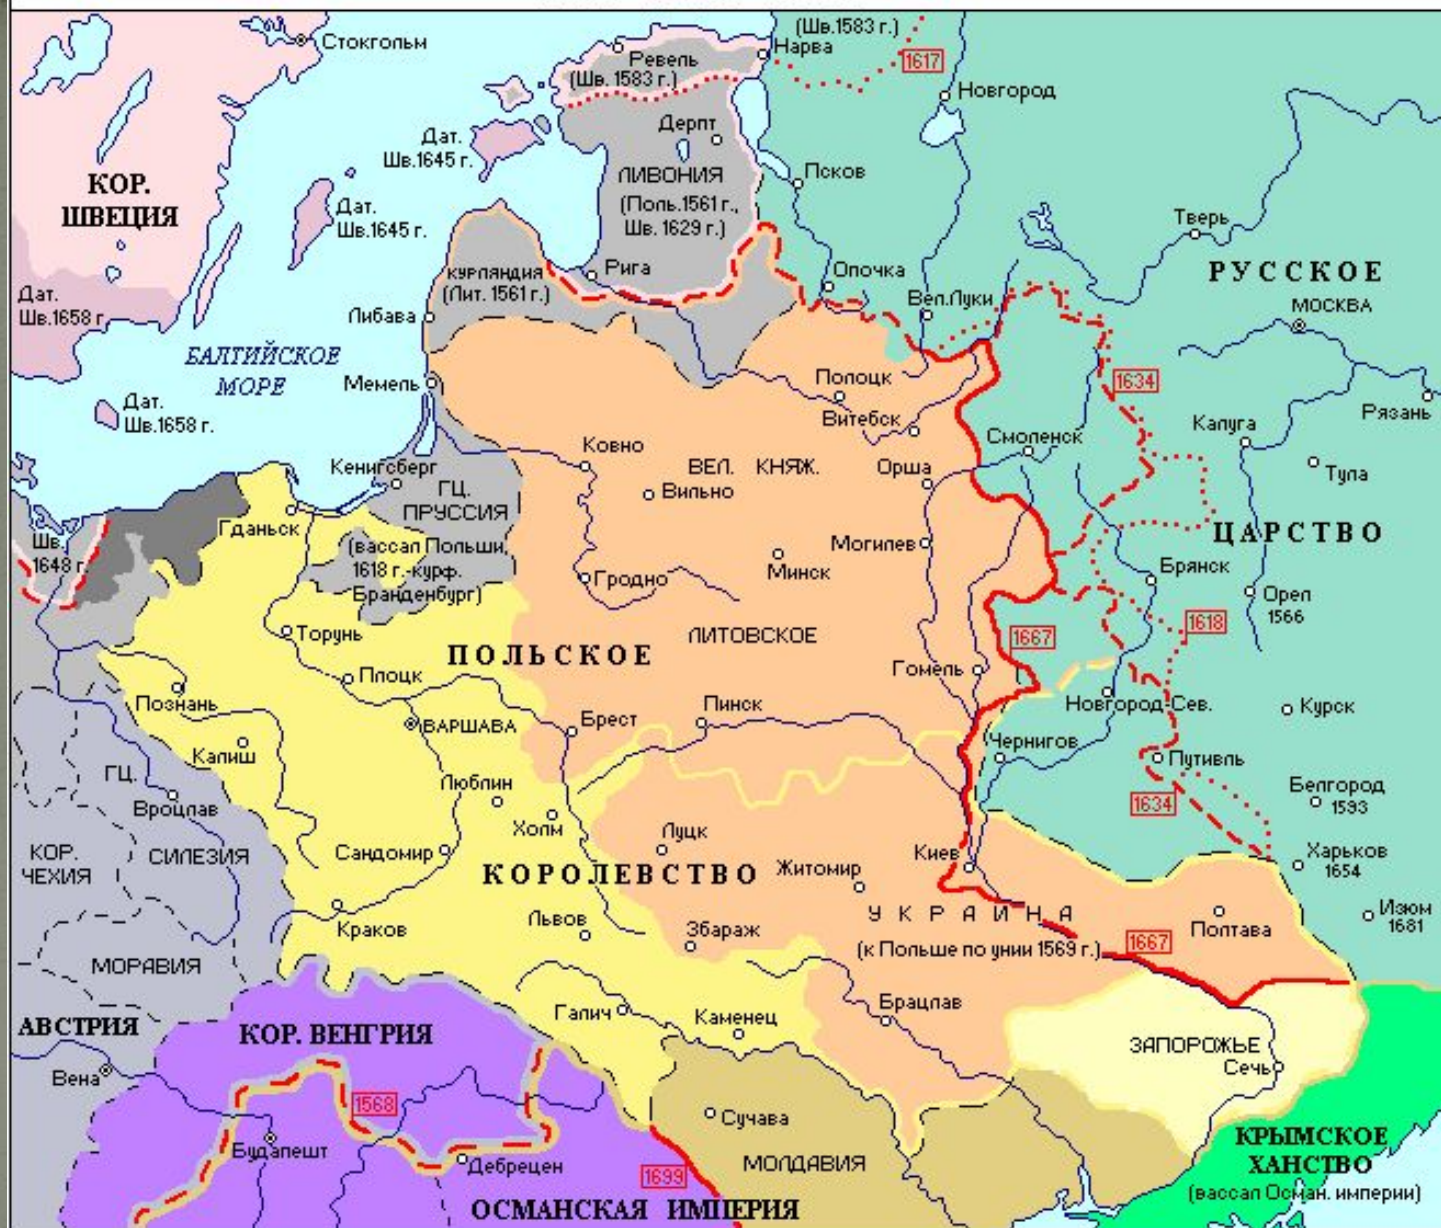 Стокгольм
(Шв.1583 г.)
Нарва
1617
Ревель
(Шв. 1583 г.)
Новгород
Дерпт
Дат.
Шв.1645 г.
КОР.
ШВЕЦИЯ
ЛИВОНИЯ
(Поль.1561 г.,
Шв. 1629 г.)
Псков
Дат.
Шв.1645 г.
Тверь
Рига
КУРЛЯНДИЯ
(Лит. 1561 г.)
Опочка
РУССКОЕ
МОСКВА
Дат.
Шв.1658 г
Либава
Вел.Луки
БАЛТИЙСКОЕ
МОРЕ
Мемель
Полоцк
1634
Дат.
Шв.1658 г.
Витебск
Рязань
Калуга
Смоленск
Ковно
Кенигсберг
ВЕЛ. КНЯЖ.
Орша
Тула
Вильно
ГЦ.
ПРУССИЯ
Гданьск
ЦАРСТВО
Шв.
1648 г.
(вассал Польши,
1618 г.-курф.
Бранденбург)
Могилев
Минск
Гродно
Брянск
Орел
1566
Торунь
ЛИТОВСКОЕ
1667
1618
ПОЛЬСКОЕ
Плоцк
Гомель
Познань
Пинск
Новгород-Сев.
Курск
ВАРШАВА
Брест
Калиш
Чернигов
Путивль
ГЦ.
Вроцлав
Люблин
1634
Белгород
1593
Холм
Луцк
КОР.
ЧЕХИЯ
СИЛЕЗИЯ
Сандомир
Киев
Харьков
1654
КОРОЛЕВСТВО
Житомир
Краков
Львов
УКРАИНА
Изюм
1681
Збараж
Полтава
(к Польше по унии 1569 г.)
1667
МОРАВИЯ
Брацлав
Галич
Каменец
АВСТРИЯ
КОР. ВЕНГРИЯ
ЗАПОРОЖЬЕ
Сечь
Вена
1568
Сучава
Будапешт
КРЫМСКОЕ
ХАНСТВО
(вассал Осман. империи)
Дебрецен
1699
МОЛДАВИЯ
ОСМАНСКАЯ ИМПЕРИЯ